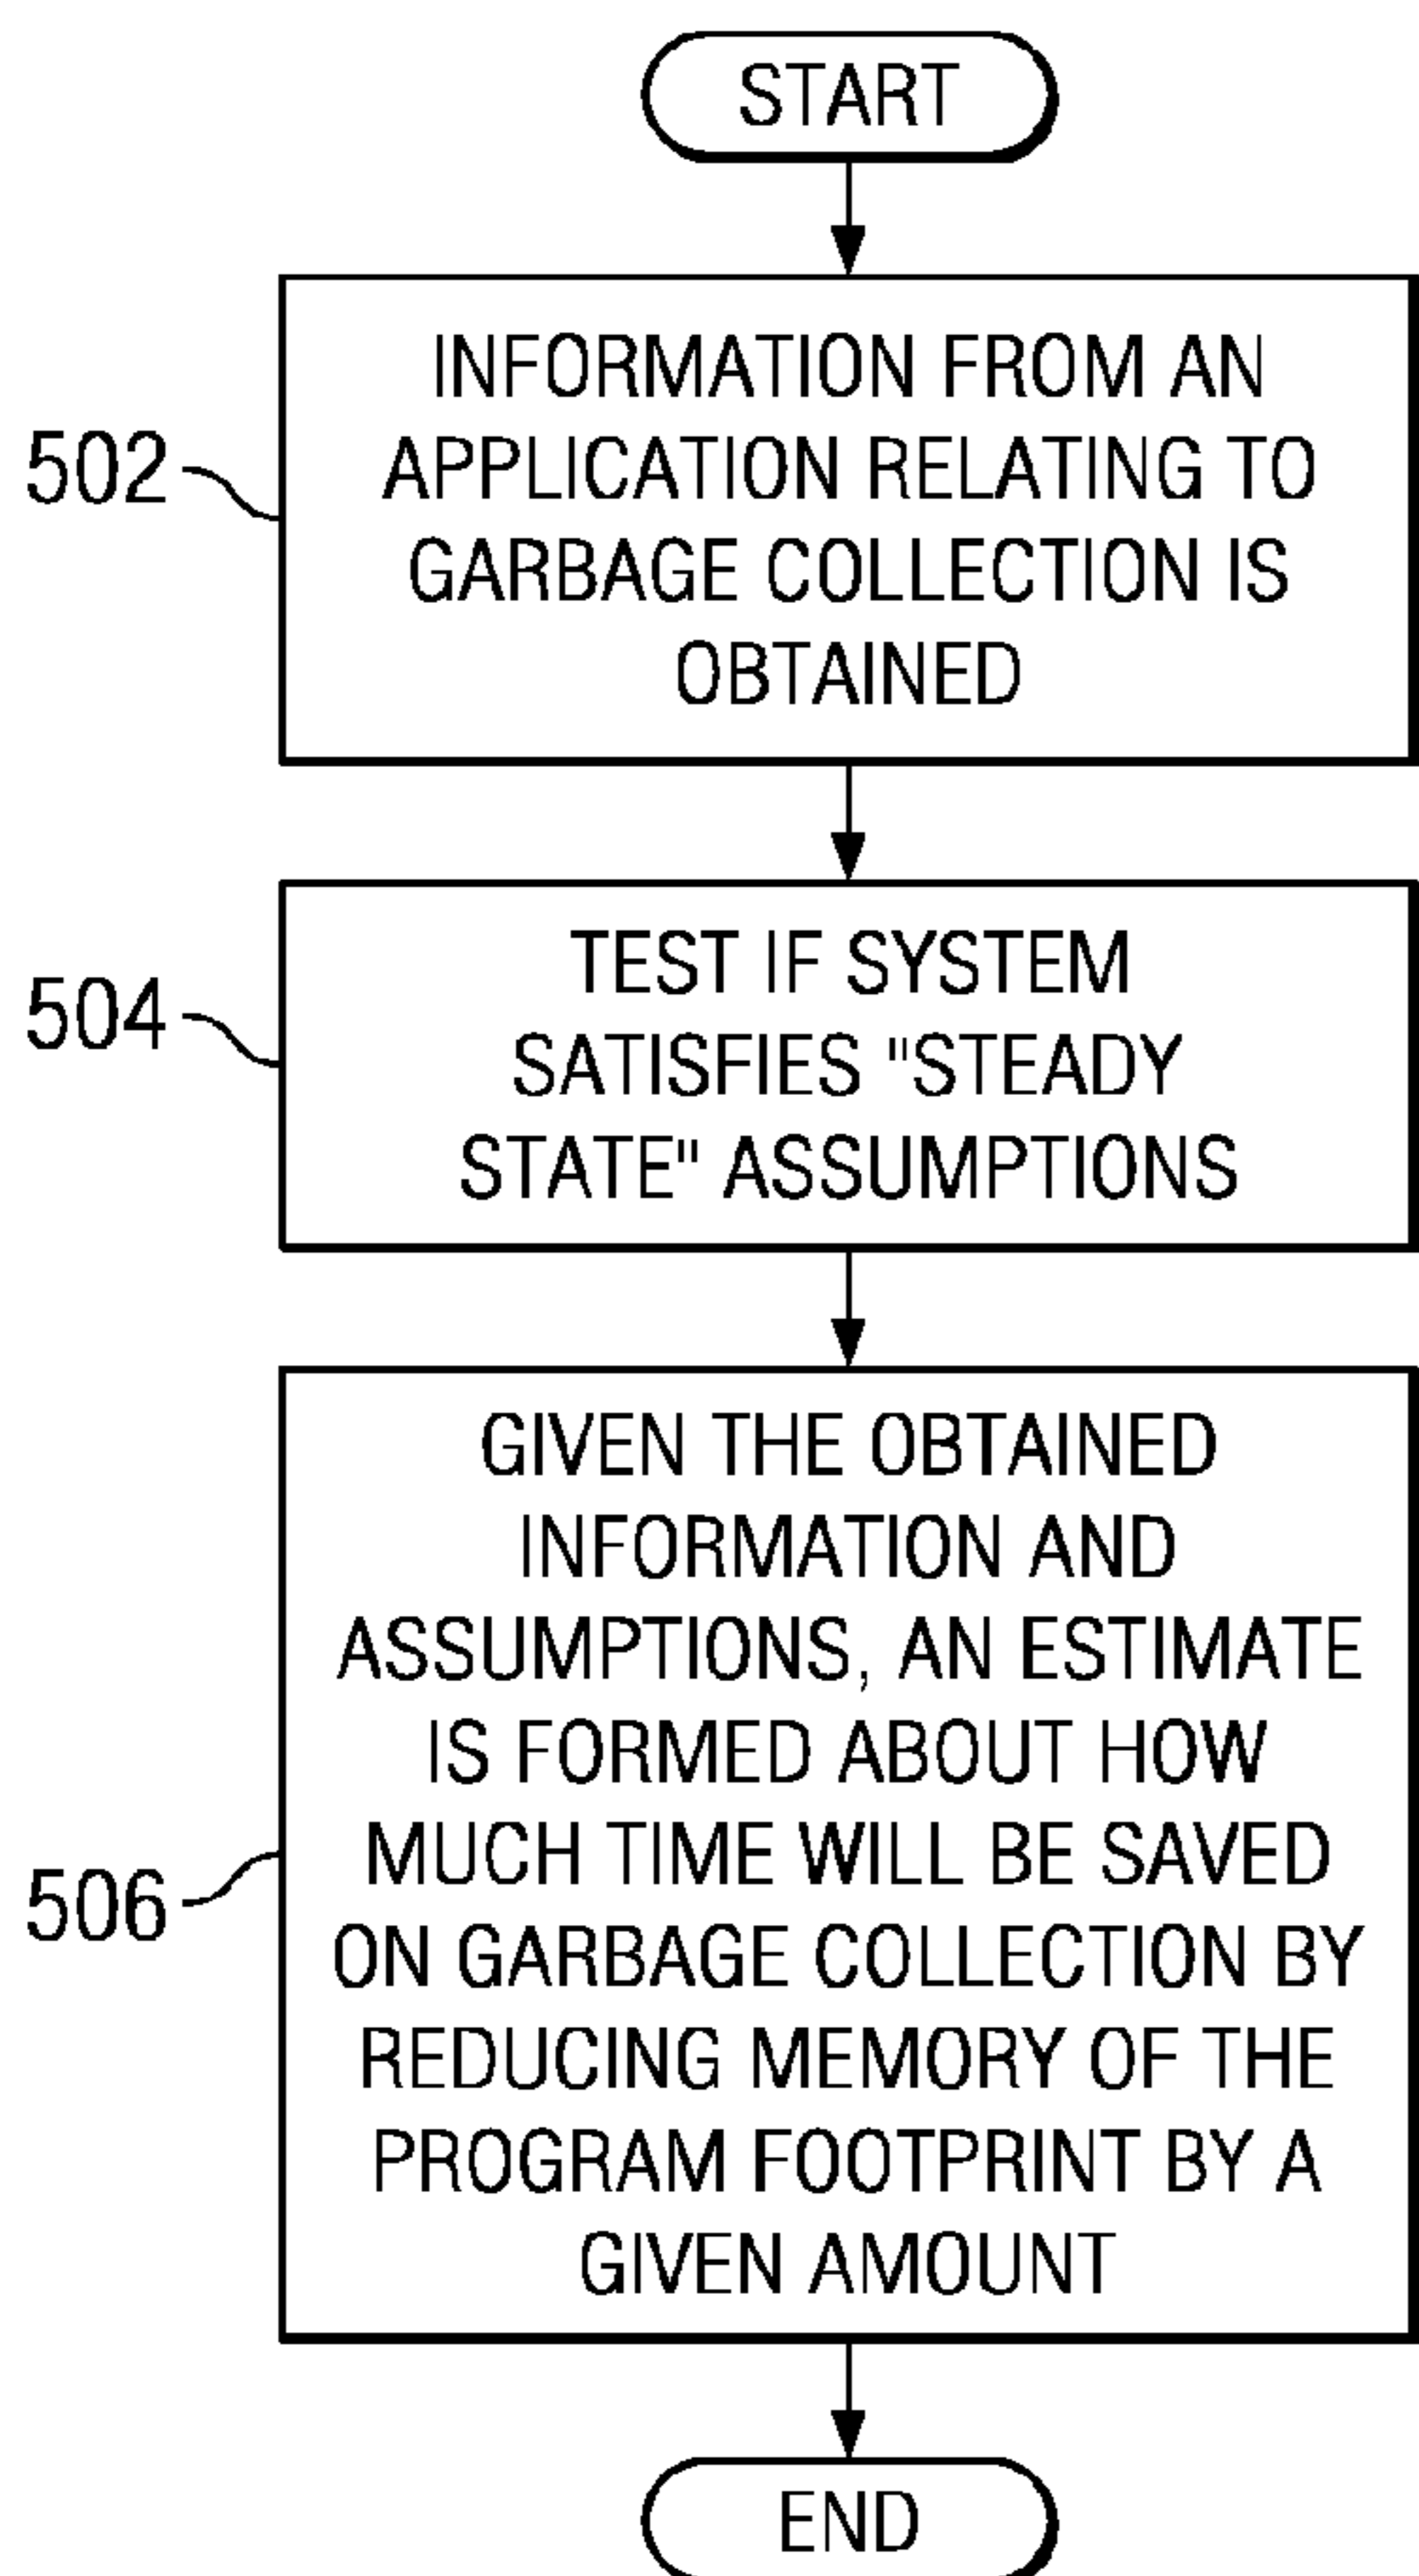 START
INFORMATION FROM AN
APPLICATION RELATING TO
GARBAGE COLLECTION IS
OBTAINED
502
TEST IF SYSTEM
SATISFIES "STEADY
STATE" ASSUMPTIONS
504
GIVEN THE OBTAINED
INFORMATION AND
ASSUMPTIONS, AN ESTIMATE
IS FORMED ABOUT HOW
MUCH TIME WILL BE SAVED
ON GARBAGE COLLECTION BY
REDUCING MEMORY OF THE
PROGRAM FOOTPRINT BY A
GIVEN AMOUNT
506
END